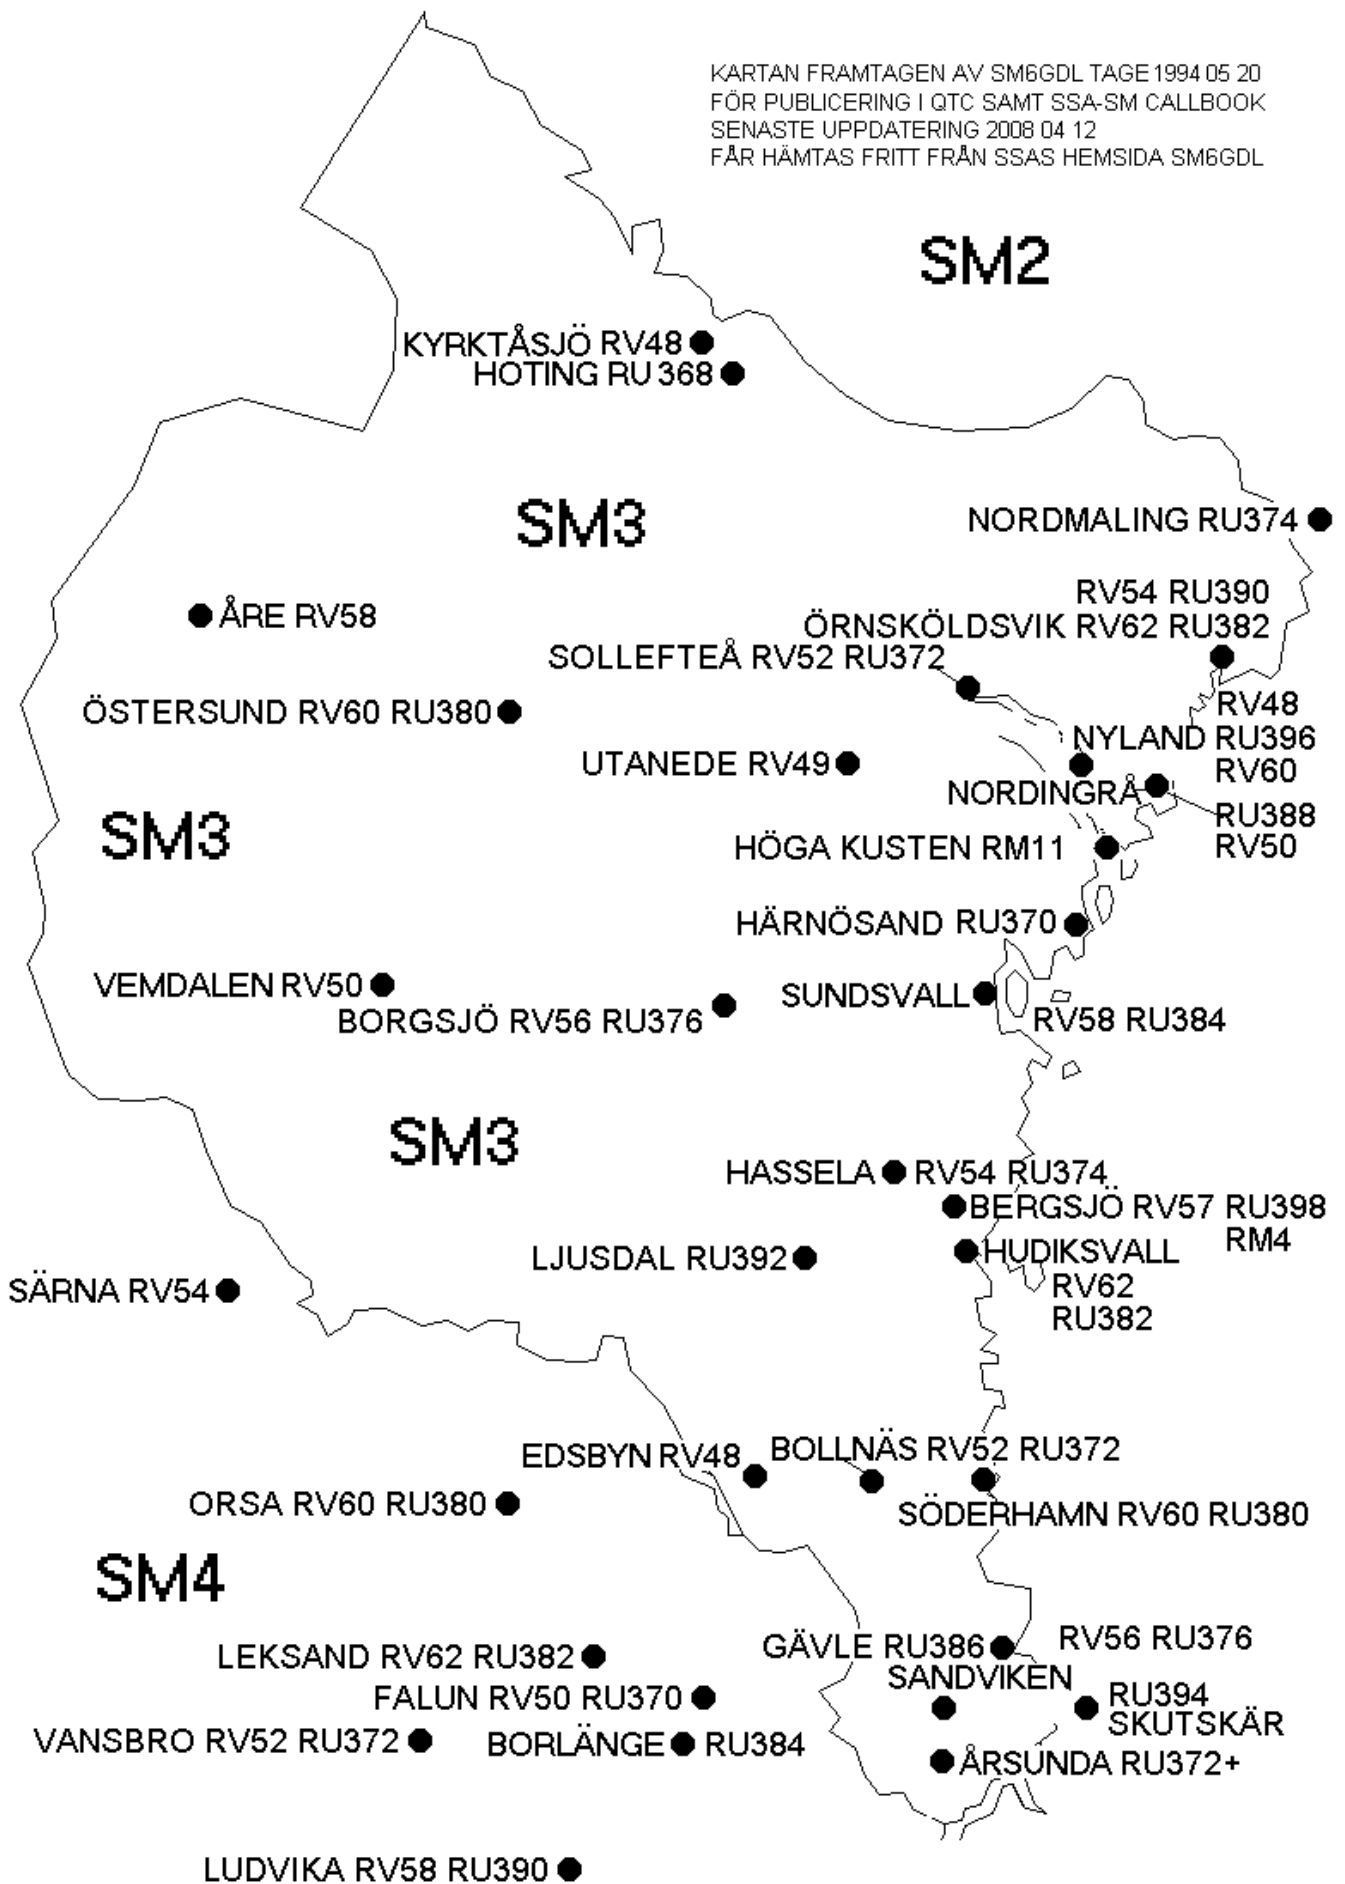 KARTAN FRAMTAGEN AV SM6GDL TAGE 1994 05 20
FÖR PUBLICERING I QTC SAMT SSA-SM CALLBOOK
SENASTE UPPDATERING 2008 04 12
FÅR HÄMTAS FRITT FRÅN SSAS HEMSIDA SM6GDL
SM2
KYRKTÅSJÖ RV48
HOTING RU 368
SM3
NORDMALING RU374
RV54 RU390
ÅRE RV58
ÖRNSKÖLDSVIK RV62 RU382
SOLLEFTEÅ RV52 RU372
ÖSTERSUND RV60 RU380
RV48
NYLAND RU396
UTANEDE RV49
RV60
NORDINGRÅ
RU388
SM3
HÖGA KUSTEN RM11
RV50
HÄRNÖSAND RU370
VEMDALEN RV50
SUNDSVALL
BORGSJÖ RV56 RU376
RV58 RU384
SM3
HASSELA RV54 RU374
BERGSJÖ RV57 RU398
RM4
HUDIKSVALL
LJUSDAL RU392
RV62
SÄRNA RV54
RU382
EDSBYN RV48
BOLLNÄS RV52 RU372
ORSA RV60 RU380
SÖDERHAMN RV60 RU380
SM4
GÄVLE RU386
RV56 RU376
LEKSAND RV62 RU382
SANDVIKEN
FALUN RV50 RU370
RU394
SKUTSKÄR
VANSBRO RV52 RU372
BORLÄNGE RU384
ÅRSUNDA RU372+
LUDVIKA RV58 RU390